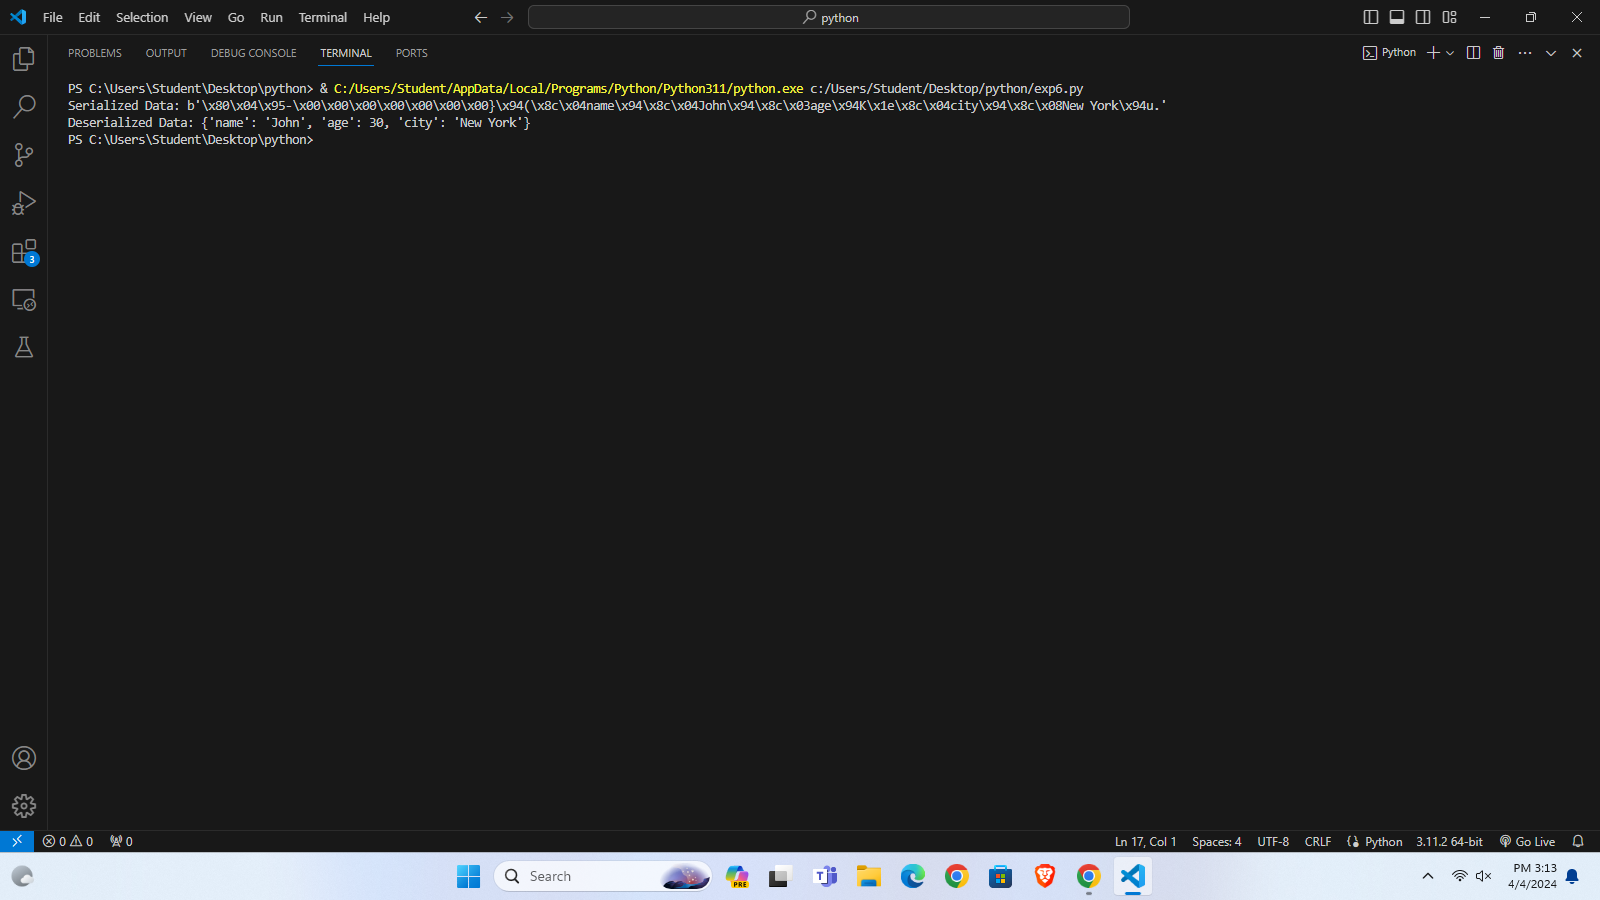 File Edit Selection View Go Run Terminal Help
python
PROBLEMS OUTPUT DEBUG CONSOLE TERMINAL PORTS
Python
PS C:\Users\Student\Desktop\python> & C:/Users/Student/AppData/Local/Programs/Python/Python311/python.exe c:/Users/Student/Desktop/python/exp6.py
Serialized Data: b'\x80\x04\x95-\x00\x00\x00\x00\x00\x00\x00}\x94(\x8c\x04name\x94\x8c\x04John\x94\x8c\x03age\x94K\x1e\x8c\x04city\x94\x8c\x08New York\x94u.'
Deserialized Data: {'name': 'John', 'age': 30, 'city': 'New York'}
PS C:\Users\Student\Desktop\python>
3
0 0 0
Ln 17, Col 1 Spaces: 4 UTF-8 CRLF Python 3.11.2 64-bit Go Live
Search
PRE
PM 3:13
4/4/2024